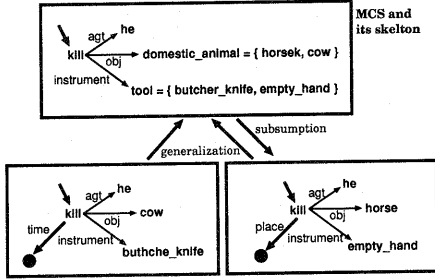 MCS and
its skelton
agt
he
kill
obj
domestic_animal = { horsek, cow }
instrument
tool = { butcher_knife, empty_hand }
generalization
subsumption
agt
he
kill
obj
cow
time
instrument
buthche_knife
agt
he
kill
obj
horse
place
instrument
empty_hand